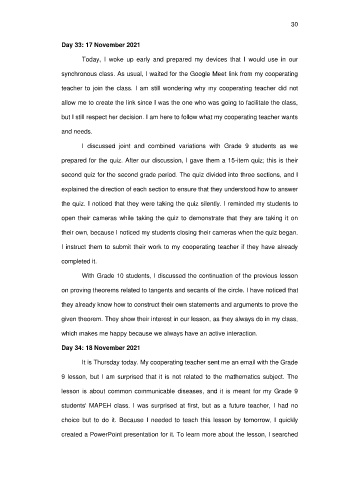 30
Day 33: 17 November 2021
Today, I woke up early and prepared my devices that I would use in our
synchronous class. As usual, I waited for the Google Meet link from my cooperating
teacher to join the class. I am still wondering why my cooperating teacher did not
allow me to create the link since I was the one who was going to facilitate the class,
but I still respect her decision. I am here to follow what my cooperating teacher wants
and needs.
I discussed joint and combined variations with Grade 9 students as we
prepared for the quiz. After our discussion, I gave them a 15-item quiz; this is their
second quiz for the second grade period. The quiz divided into three sections, and I
explained the direction of each section to ensure that they understood how to answer
the quiz. I noticed that they were taking the quiz silently. I reminded my students to
open their cameras while taking the quiz to demonstrate that they are taking it on
their own, because I noticed my students closing their cameras when the quiz began.
I instruct them to submit their work to my cooperating teacher if they have already
completed it.
With Grade 10 students, I discussed the continuation of the previous lesson
on proving theorems related to tangents and secants of the circle. I have noticed that
they already know how to construct their own statements and arguments to prove the
given theorem. They show their interest in our lesson, as they always do in my class,
which makes me happy because we always have an active interaction.
Day 34: 18 November 2021
It is Thursday today. My cooperating teacher sent me an email with the Grade
9 lesson, but I am surprised that it is not related to the mathematics subject. The
lesson is about common communicable diseases, and it is meant for my Grade 9
students' MAPEH class. I was surprised at first, but as a future teacher, I had no
choice but to do it. Because I needed to teach this lesson by tomorrow, I quickly
created a PowerPoint presentation for it. To learn more about the lesson, I searched